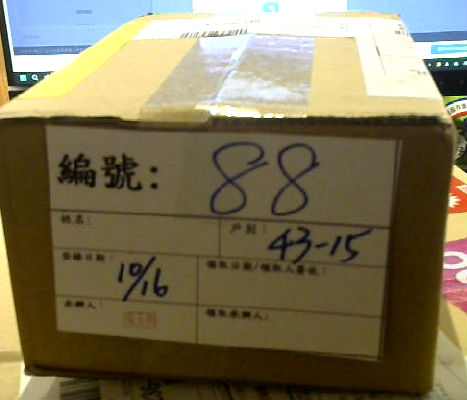 編號: 88
姓名:
戶別: 43-15
登錄日期: 10/16
領取日期/領取人簽收:
承辦人:
領取承辦人: